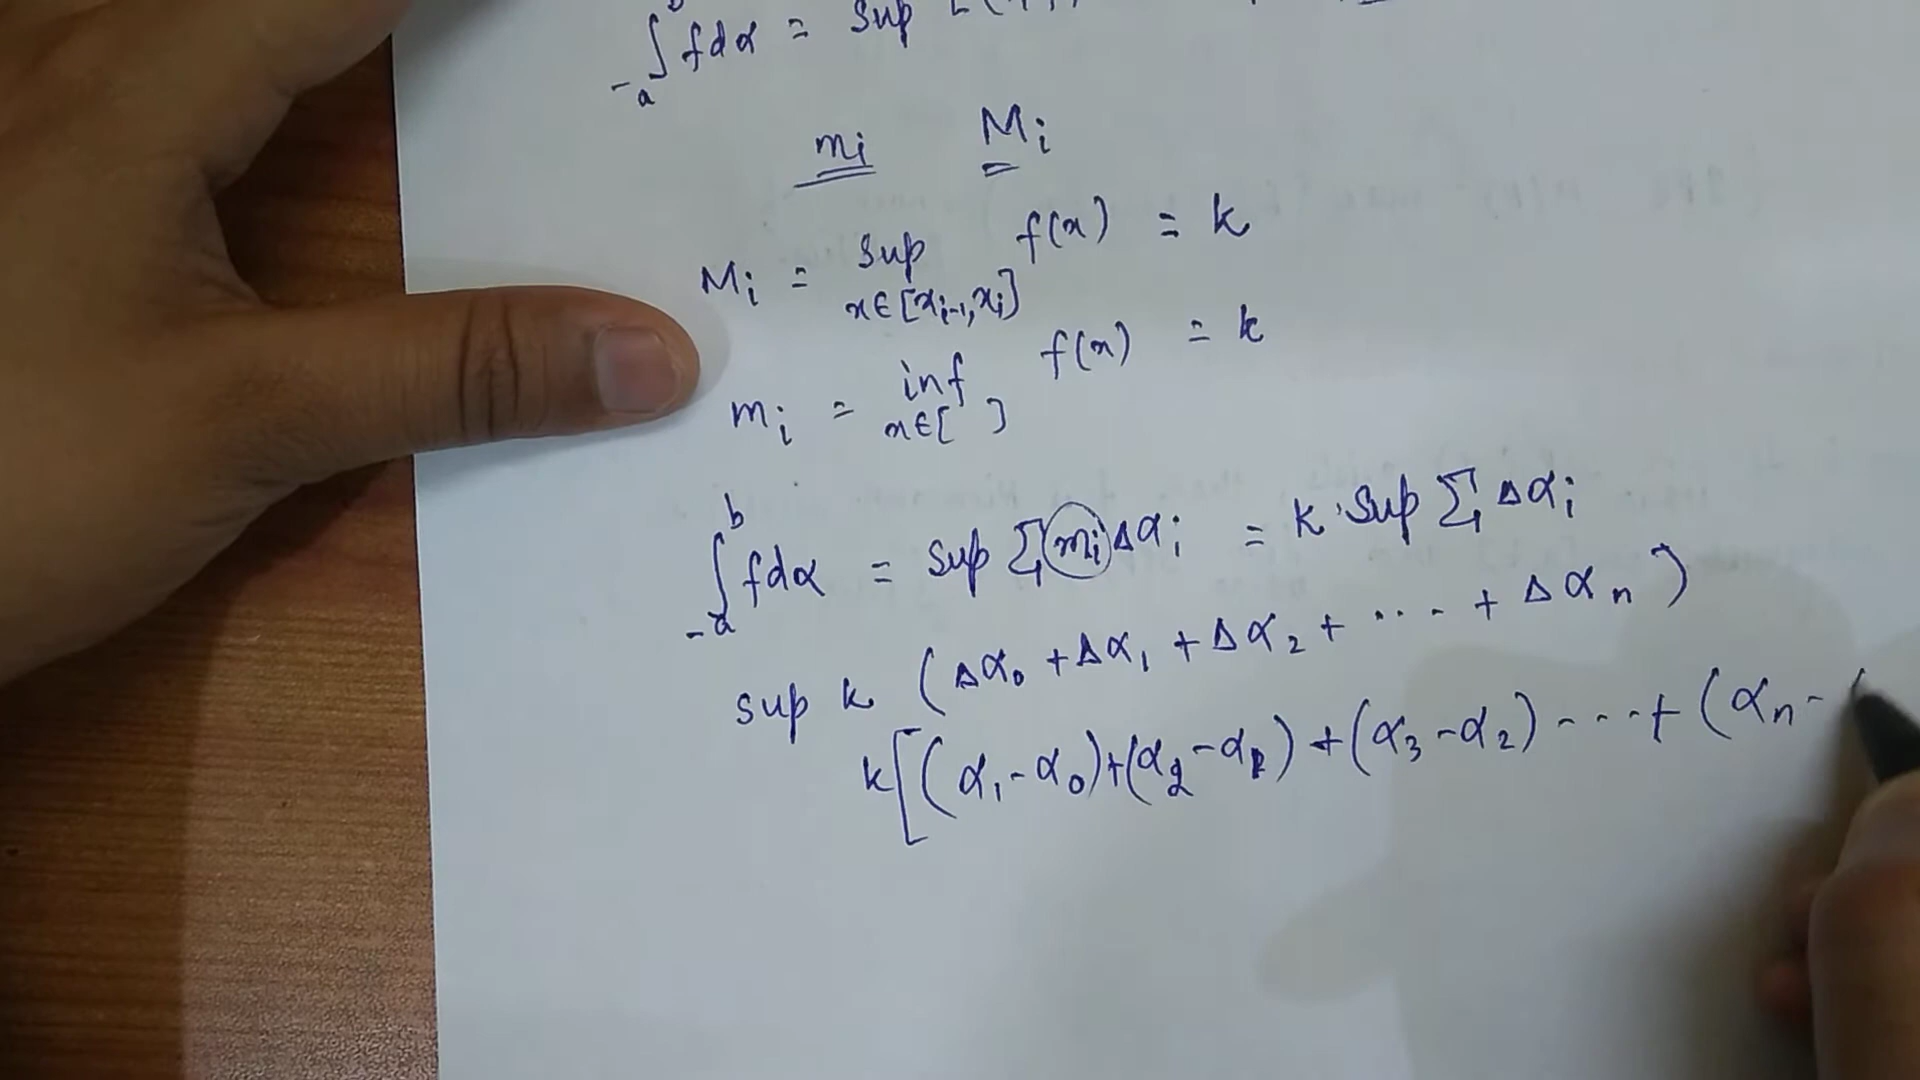 b
∫ fdα = sup L(
-a
mi Mi
Mi = sup f(x) = k
x∈[xi-1, xi]
mi = inf f(x) = k
x∈[ ]
b
∫ fdα = sup Σ mi Δαi = k · sup Σ Δαi
-a
sup k (Δα₀ + Δα₁ + Δα₂ + .... + Δαn)
k[(α₁ - α₀) + (α₂ - α₁) + (α₃ - α₂) - - - + (αn -